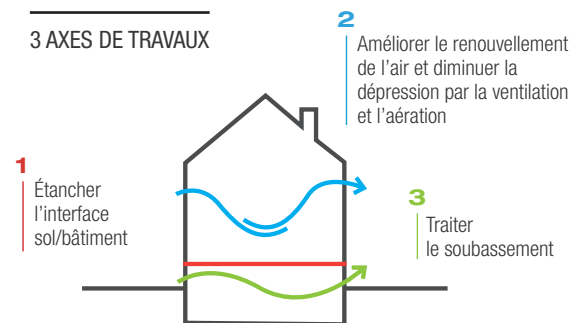 3 AXES DE TRAVAUX
1
Étancher
l'interface
sol/bâtiment
2
Améliorer le renouvellement
de l'air et diminuer la
dépression par la ventilation
et l'aération
3
Traiter
le soubassement